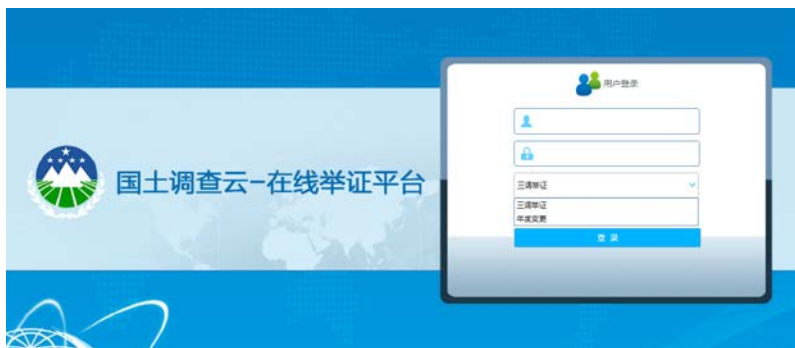 国土调查云-在线举证平台
用户登录
三调举证
三调举证
年度变更
登 录